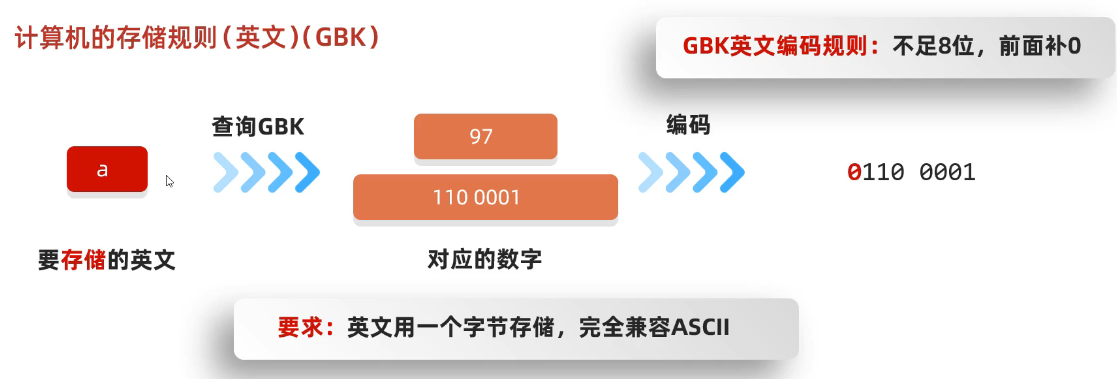 计算机的存储规则（英文）（GBK）
GBK英文编码规则：不足8位，前面补0
查询GBK
编码
a
97
110 0001
0110 0001
要存储的英文
对应的数字
要求：英文用一个字节存储，完全兼容ASCII